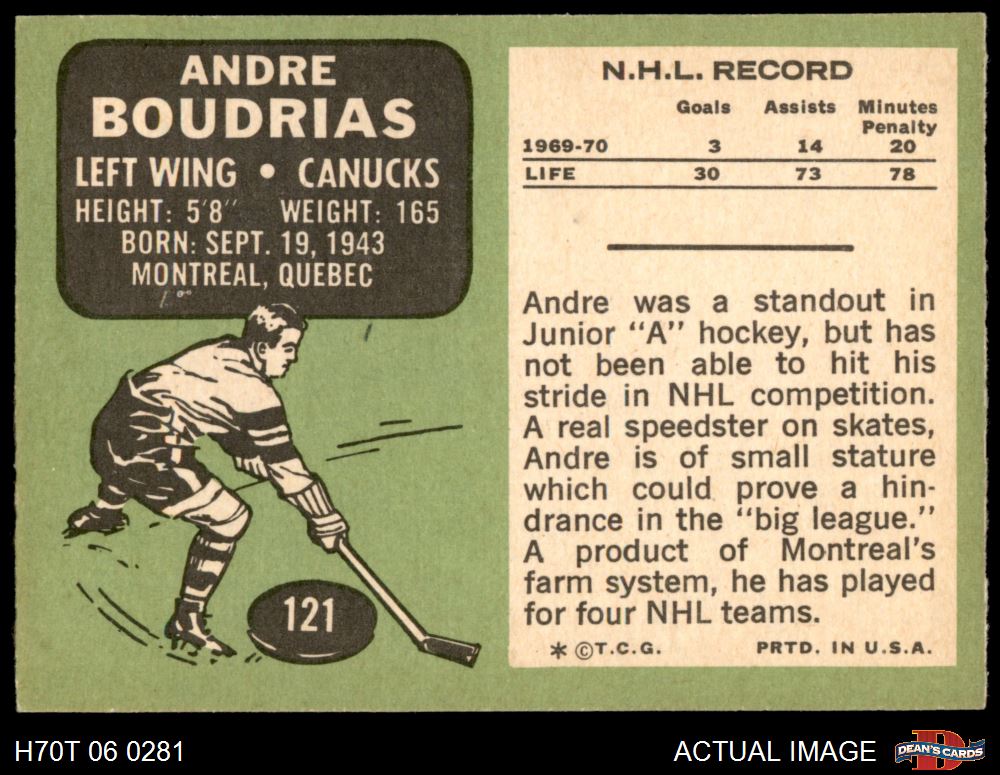 ANDRE
BOUDRIAS
LEFT WING • CANUCKS
HEIGHT: 5'8" WEIGHT: 165
BORN: SEPT. 19, 1943
MONTREAL, QUEBEC
1.00
121
N.H.L. RECORD
Goals Assists Minutes Penalty
1969-70 3 14 20
LIFE 30 73 78
Andre was a standout in
Junior "A" hockey, but has
not been able to hit his
stride in NHL competition.
A real speedster on skates,
Andre is of small stature
which could prove a hin-
drance in the "big league."
A product of Montreal's
farm system, he has played
for four NHL teams.
* ©T.C.G. PRTD. IN U.S.A.
H70T 06 0281
ACTUAL IMAGE
DEAN'S CARDS